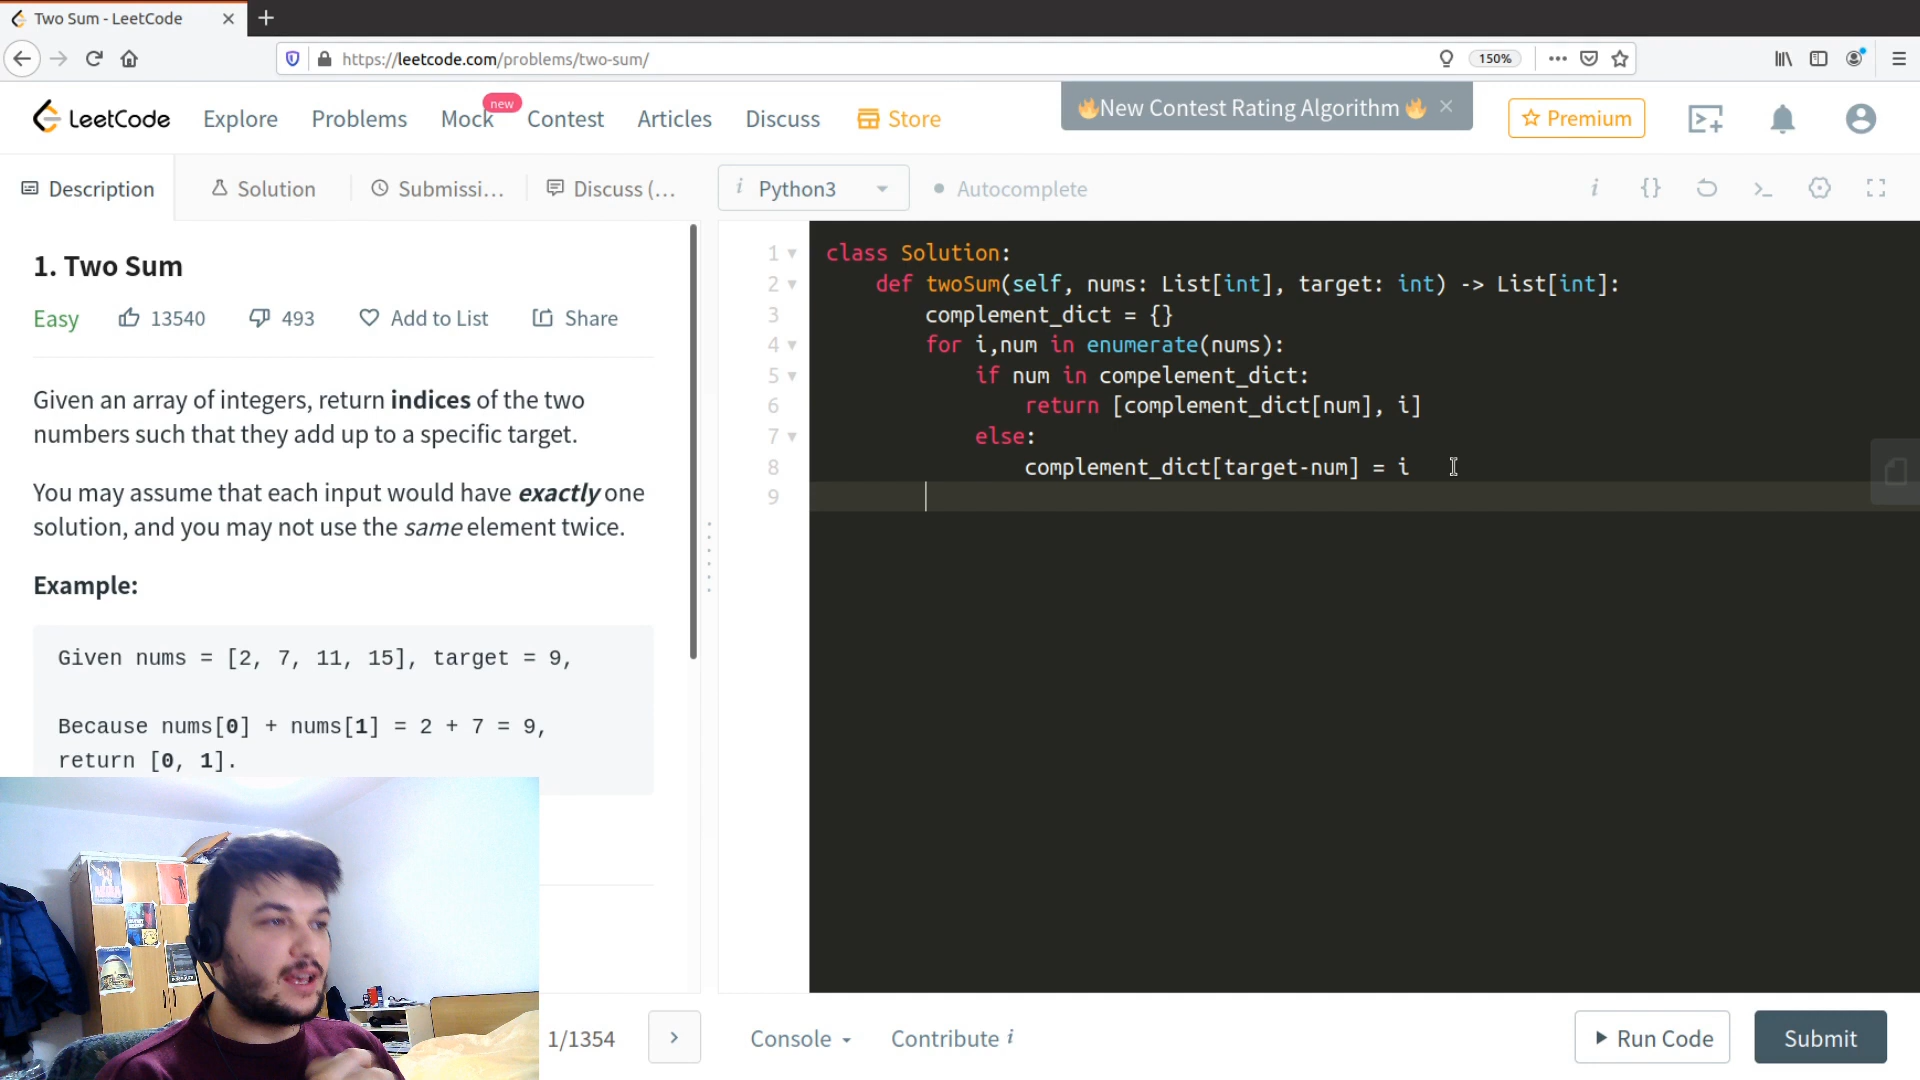 Two Sum - LeetCode
https://leetcode.com/problems/two-sum/
150%
LeetCode
Explore
Problems
Mock
new
Contest
Articles
Discuss
Store
🔥New Contest Rating Algorithm🔥
Premium
Description
Solution
Submissi...
Discuss (...
i Python3
Autocomplete
1. Two Sum
Easy
13540
493
Add to List
Share
Given an array of integers, return indices of the two
numbers such that they add up to a specific target.
You may assume that each input would have exactly one
solution, and you may not use the same element twice.
Example:
Given nums = [2, 7, 11, 15], target = 9,
Because nums[0] + nums[1] = 2 + 7 = 9,
return [0, 1].
1 class Solution:
2 def twoSum(self, nums: List[int], target: int) -> List[int]:
3 complement_dict = {}
4 for i,num in enumerate(nums):
5 if num in compelement_dict:
6 return [complement_dict[num], i]
7 else:
8 complement_dict[target-num] = i
9
1/1354
Console
Contribute i
Run Code
Submit